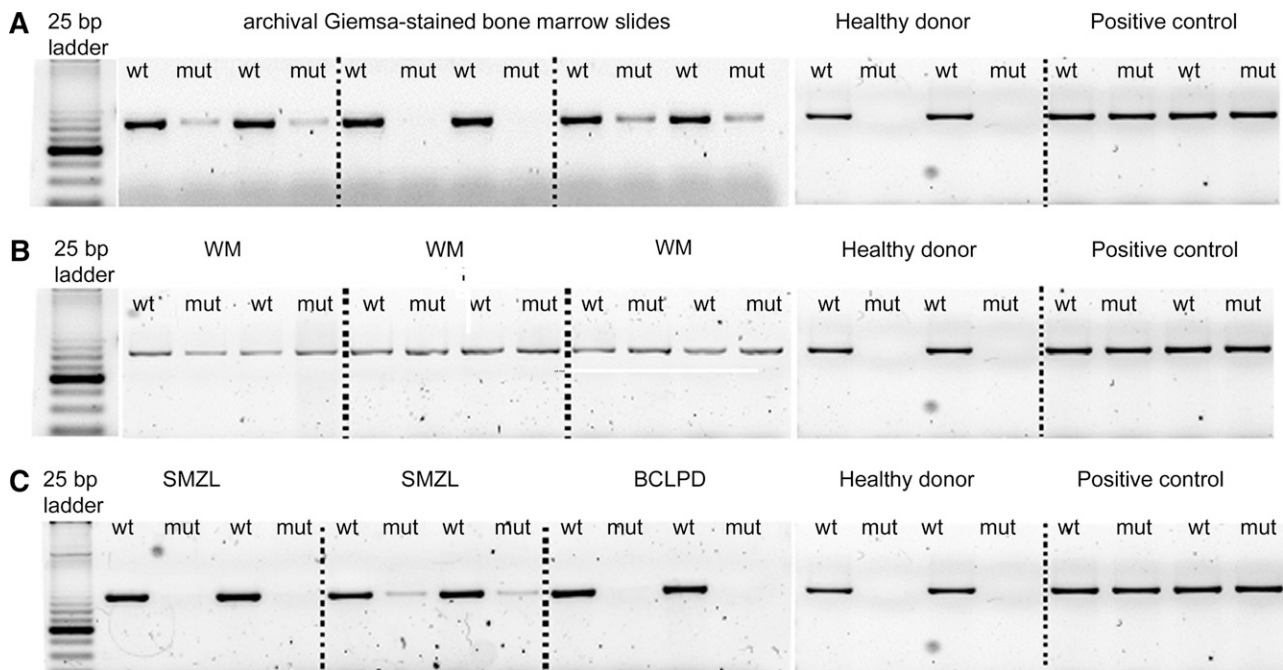 A 25 bp ladder archival Giemsa-stained bone marrow slides Healthy donor Positive control
wt mut wt mut wt wt mut wt mut wt mut wt mut wt mut wt mut
B 25 bp ladder WM WM WM Healthy donor Positive control
wt mut wt mut wt mut wt mut wt mut wt mut wt mut wt mut wt mut wt mut
C 25 bp ladder SMZL SMZL BCLPD Healthy donor Positive control
wt mut wt mut wt mut wt mut wt mut wt mut wt mut wt mut wt mut wt mut